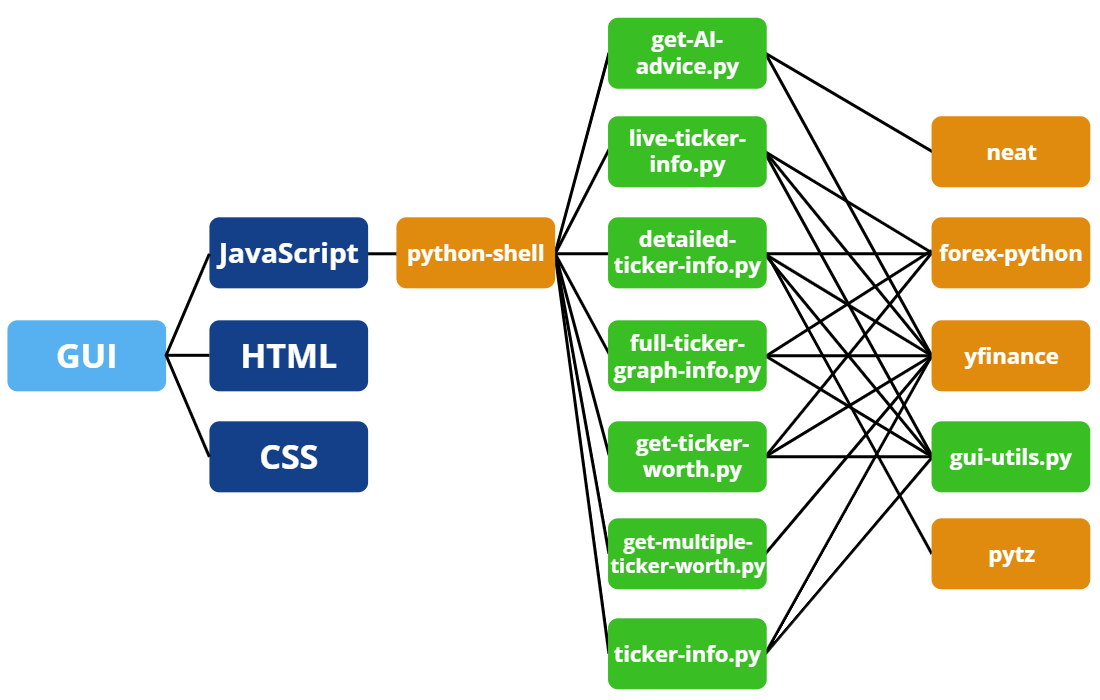 GUI
JavaScript
HTML
CSS
python-shell
get-AI-
advice.py
live-ticker-
info.py
detailed-
ticker-info.py
full-ticker-
graph-info.py
get-ticker-
worth.py
get-multiple-
ticker-worth.py
ticker-info.py
neat
forex-python
yfinance
gui-utils.py
pytz